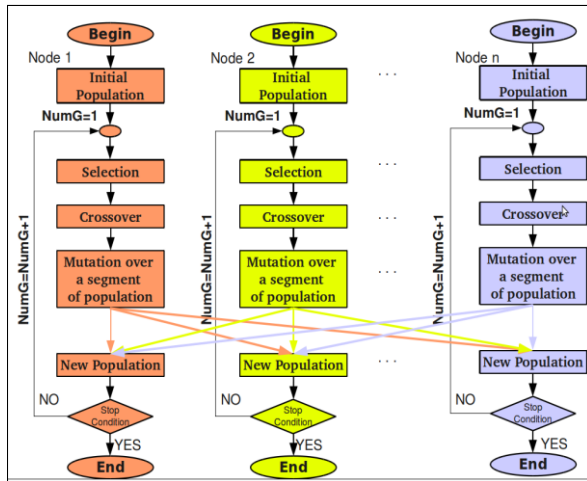 Begin
Node 1
Initial
Population
NumG=1
Selection
Crossover
Mutation over
a segment
of population
NumG=NumG+1
New Population
NO
Stop
Condition
YES
End
Begin
Node 2
Initial
Population
NumG=1
Selection
Crossover
Mutation over
a segment
of population
NumG=NumG+1
New Population
NO
Stop
Condition
YES
End
. . .
. . .
. . .
. . .
. . .
Begin
Node n
Initial
Population
NumG=1
Selection
Crossover
Mutation over
a segment
of population
NumG=NumG+1
New Population
NO
Stop
Condition
YES
End